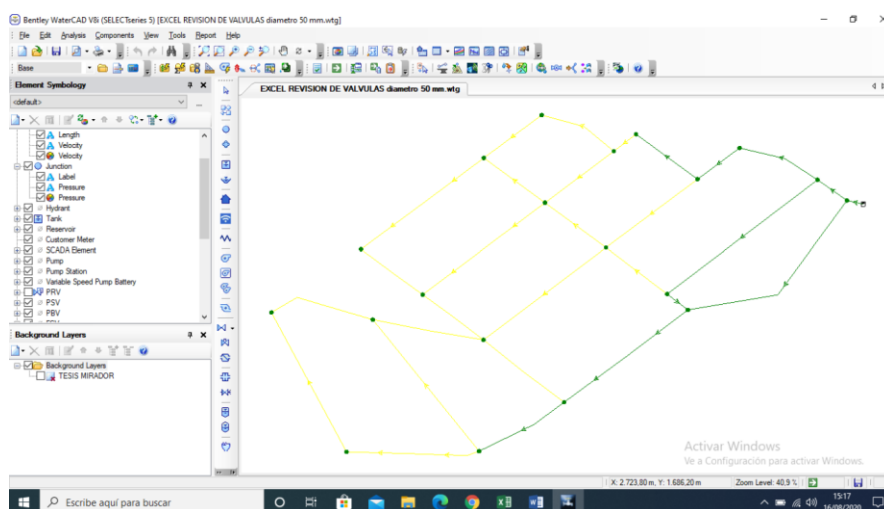 Bentley WaterCAD V8i (SELECTseries 5) [EXCEL REVISION DE VALVULAS diametro 50 mm.wtg]
File Edit Analysis Components View Tools Report Help
Base
Element Symbology
<default>
Length
Velocity
Velocity
Junction
Label
Pressure
Pressure
Hydrant
Tank
Reservoir
Customer Meter
SCADA Element
Pump
Pump Station
Variable Speed Pump Battery
PRV
PSV
PBV
Background Layers
Background Layers
TESIS MIRADOR
EXCEL REVISION DE VALVULAS diametro 50 mm.wtg
Activar Windows
Ve a Configuración para activar Windows.
X: 2.723,80 m, Y: 1.686,20 m
Zoom Level: 40,9 %
Escribe aquí para buscar
15:17
16/08/2020